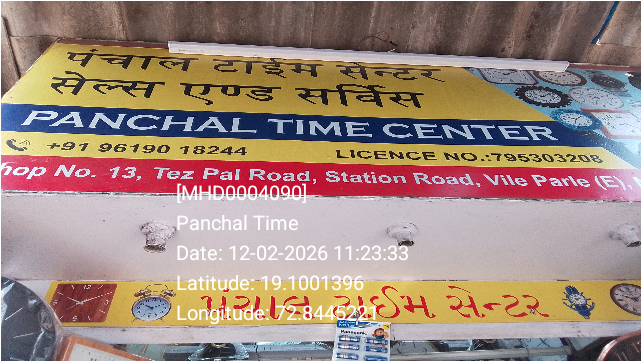 पंचाल टाईम सेन्टर
सेल्स एण्ड सर्विस
PANCHAL TIME CENTER
+91 96190 18244
LICENCE NO.:795303208
hop No. 13, Tez Pal Road, Station Road, Vile Parle (E),
[MHD0004090]
Panchal Time
Date: 12-02-2026 11:23:33
Latitude: 19.1001396
Longitude: 72.8445221
પંચાલ ટાઈમ સેન્ટર
Panasonic